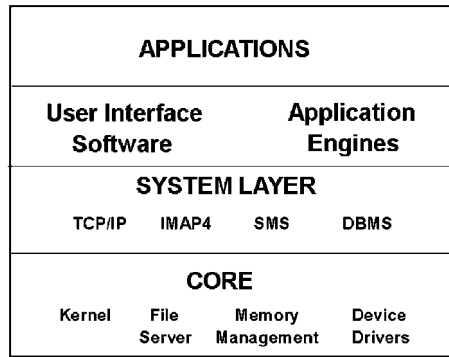 APPLICATIONS
User Interface Application
Software Engines
SYSTEM LAYER
TCP/IP IMAP4 SMS DBMS
CORE
Kernel File Memory Device
Server Management Drivers